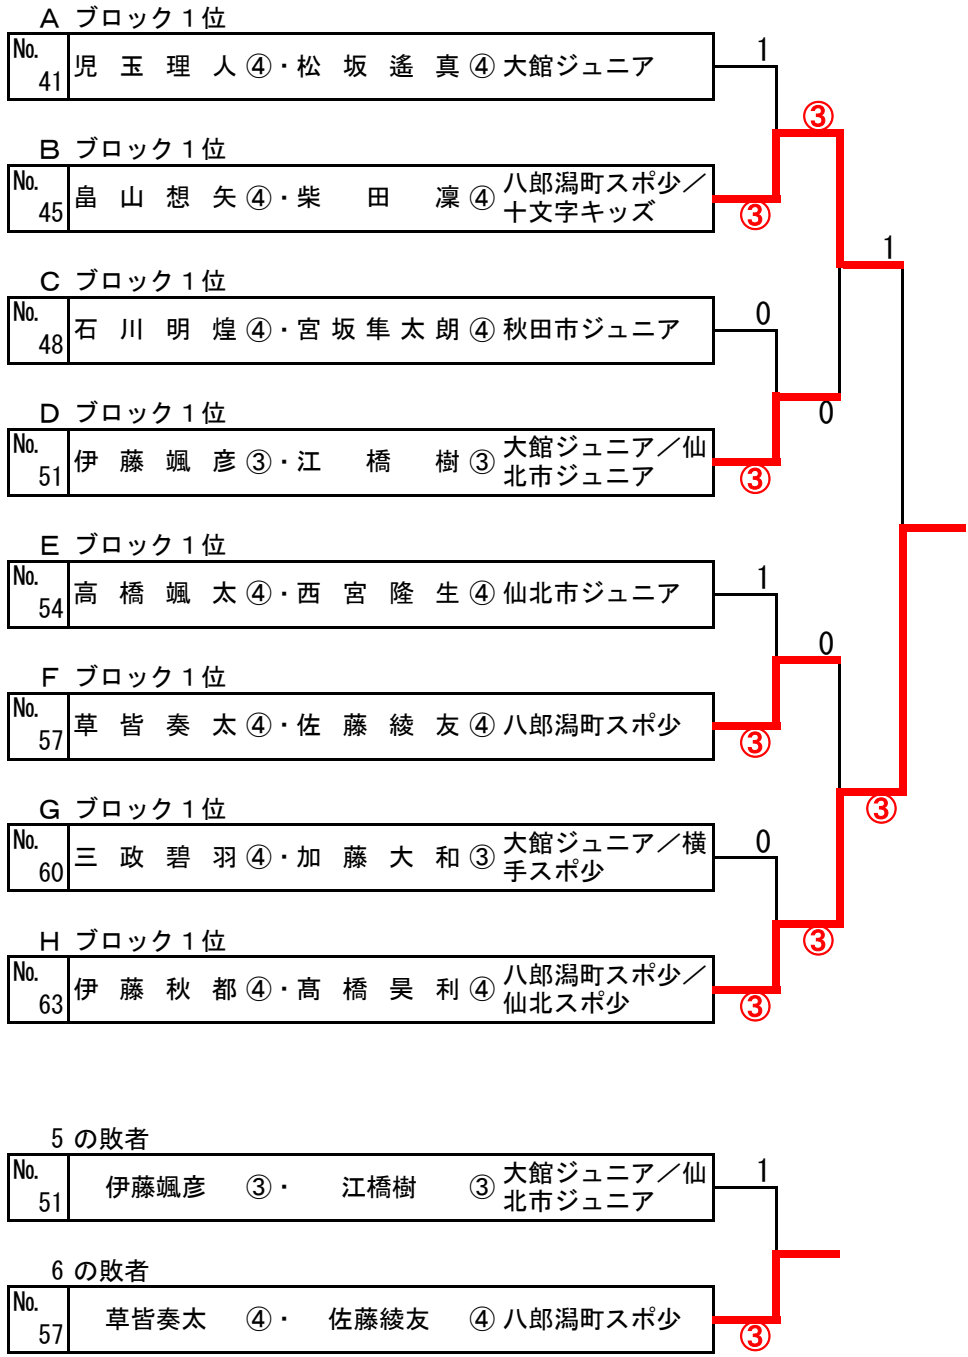 A ブロック１位
No. 41 児玉理人④・松坂遙真④ 大館ジュニア
1
③
B ブロック１位
No. 45 畠山想矢④・柴田凜④ 八郎潟町スポ少／
十文字キッズ
③
1
C ブロック１位
No. 48 石川明煌④・宮坂隼太朗④ 秋田市ジュニア
0
D ブロック１位
0
No. 51 伊藤颯彦③・江橋樹③ 大館ジュニア／仙
北市ジュニア
③
E ブロック１位
No. 54 高橋颯太④・西宮隆生④ 仙北市ジュニア
1
0
F ブロック１位
No. 57 草皆奏太④・佐藤綾友④ 八郎潟町スポ少
③
G ブロック１位
③
No. 60 三政碧羽④・加藤大和③ 大館ジュニア／横
手スポ少
0
H ブロック１位
③
No. 63 伊藤秋都④・髙橋昊利④ 八郎潟町スポ少／
仙北スポ少
③
5 の敗者
No. 51 伊藤颯彦③・江橋樹③ 大館ジュニア／仙
北市ジュニア
1
6 の敗者
No. 57 草皆奏太④・佐藤綾友④ 八郎潟町スポ少
③